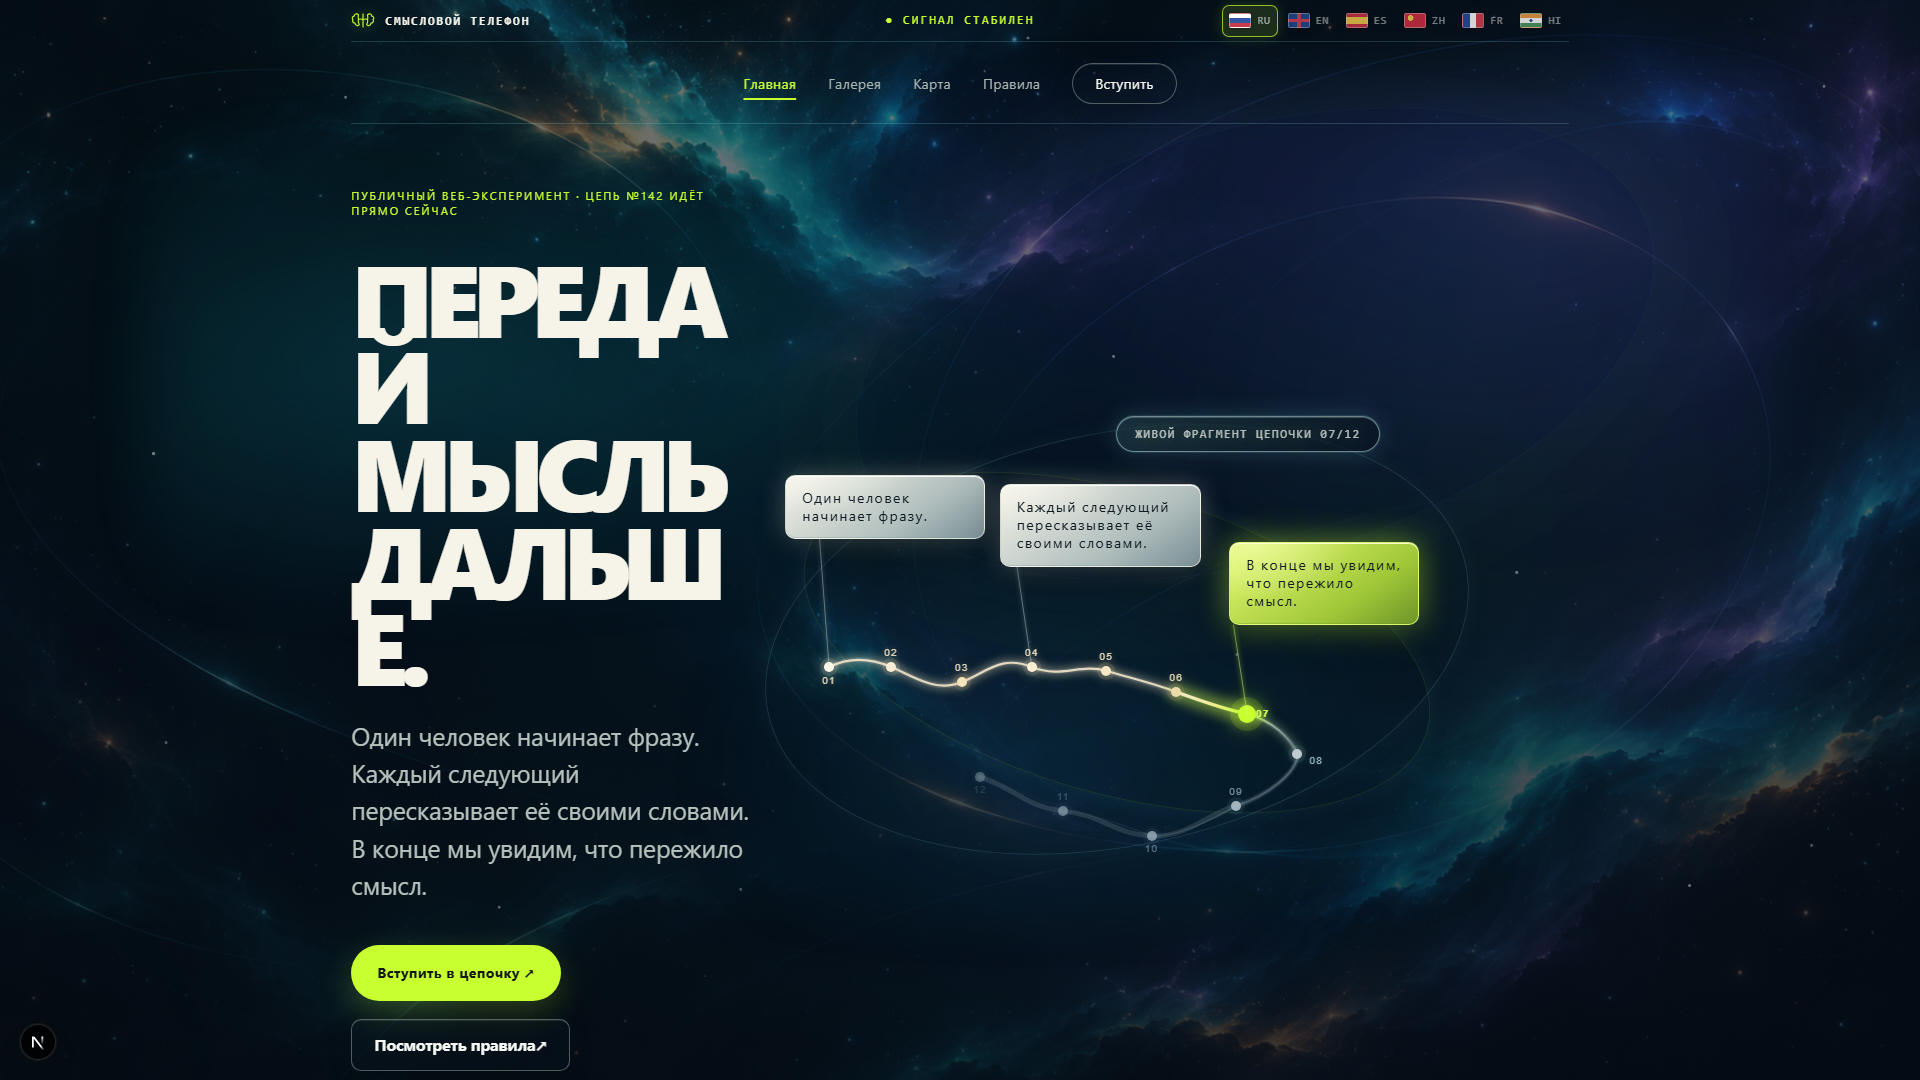 СМЫСЛОВОЙ ТЕЛЕФОН
СИГНАЛ СТАБИЛЕН
RU EN ES ZH FR HI
Главная Галерея Карта Правила Вступить
ПУБЛИЧНЫЙ ВЕБ-ЭКСПЕРИМЕНТ · ЦЕПЬ №142 ИДЁТ
ПРЯМО СЕЙЧАС
ПЕРЕДА
Й
МЫСЛЬ
ДАЛЬШ
Е.
Один человек начинает фразу.
Каждый следующий
пересказывает её своими словами.
В конце мы увидим, что пережило
смысл.
Вступить в цепочку ↗
Посмотреть правила↗
ЖИВОЙ ФРАГМЕНТ ЦЕПОЧКИ 07/12
Один человек
начинает фразу.
Каждый следующий
пересказывает её
своими словами.
В конце мы увидим,
что пережило
смысл.
01
02
03
04
05
06
07
08
09
10
11
12
N